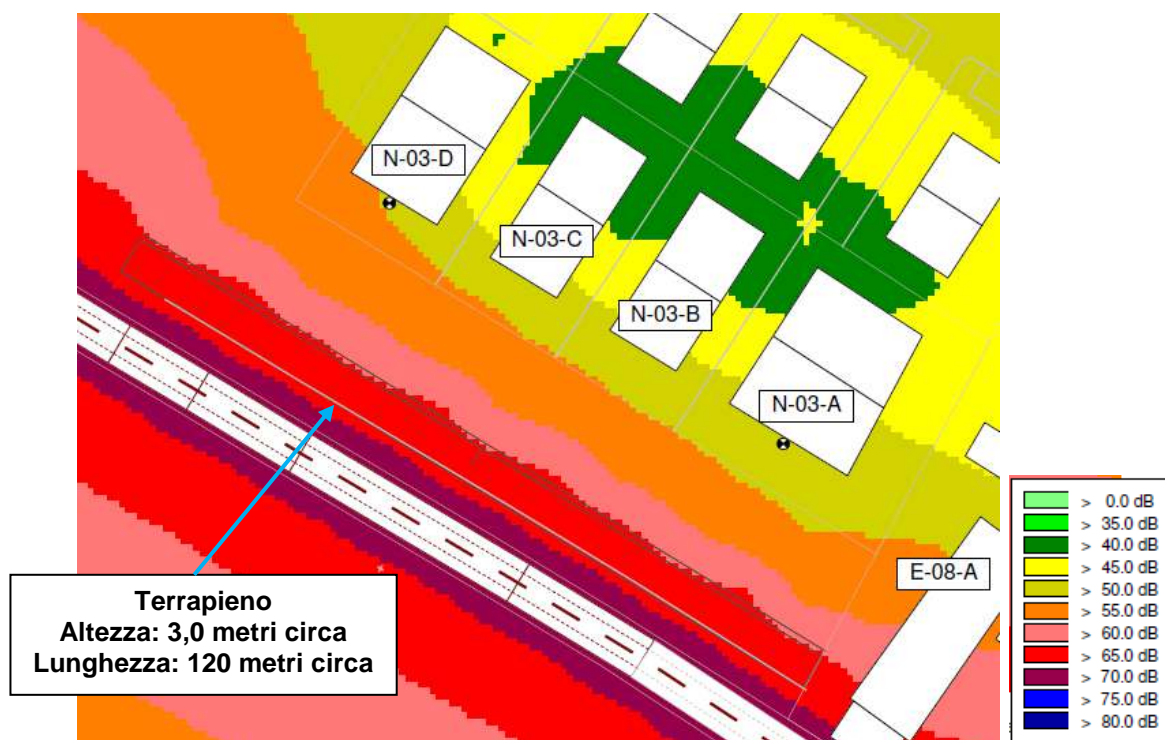 N-03-D
N-03-C
N-03-B
N-03-A
E-08-A
Terrapieno
Altezza: 3,0 metri circa
Lunghezza: 120 metri circa
> 0.0 dB
> 35.0 dB
> 40.0 dB
> 45.0 dB
> 50.0 dB
> 55.0 dB
> 60.0 dB
> 65.0 dB
> 70.0 dB
> 75.0 dB
> 80.0 dB